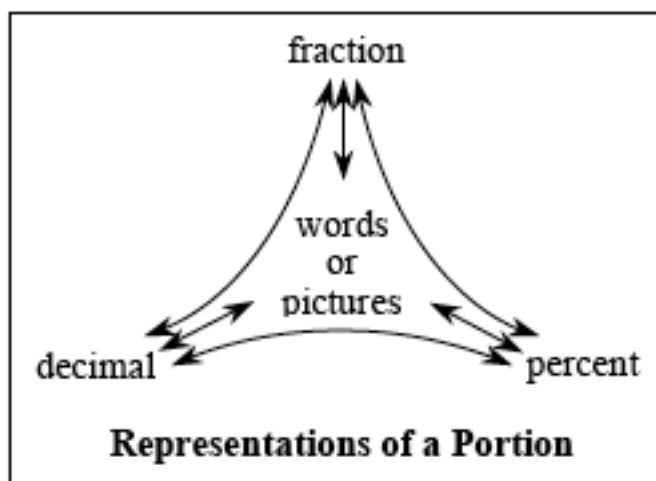 fraction
words
or
pictures
decimal
percent
Representations of a Portion